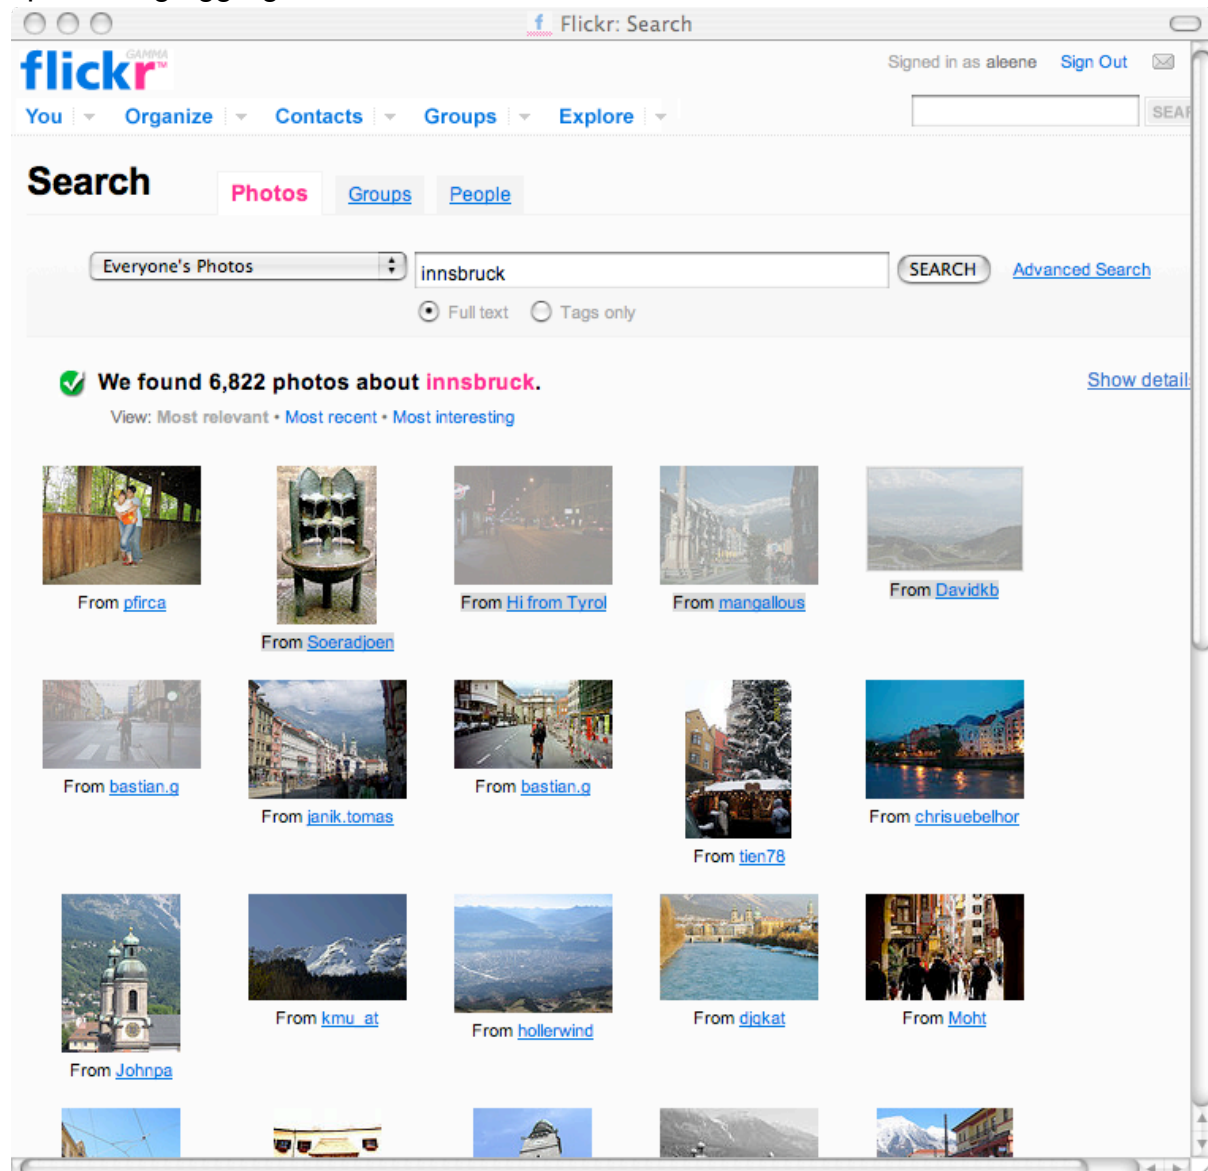 Flickr: Search
flickr GAMMA ™
Signed in as aleene Sign Out
You Organize Contacts Groups Explore
Search Photos Groups People
Everyone's Photos innsbruck SEARCH Advanced Search
Full text Tags only
We found 6,822 photos about innsbruck.
Show detail
View: Most relevant • Most recent • Most interesting
From pfirca
From Soeradjoen
From Hi from Tyrol
From mangallous
From Davidkb
From bastian.g
From janik.tomas
From bastian.g
From tien78
From chrisuebelhor
From Johnpa
From kmu_at
From hollerwind
From djqkat
From Moht